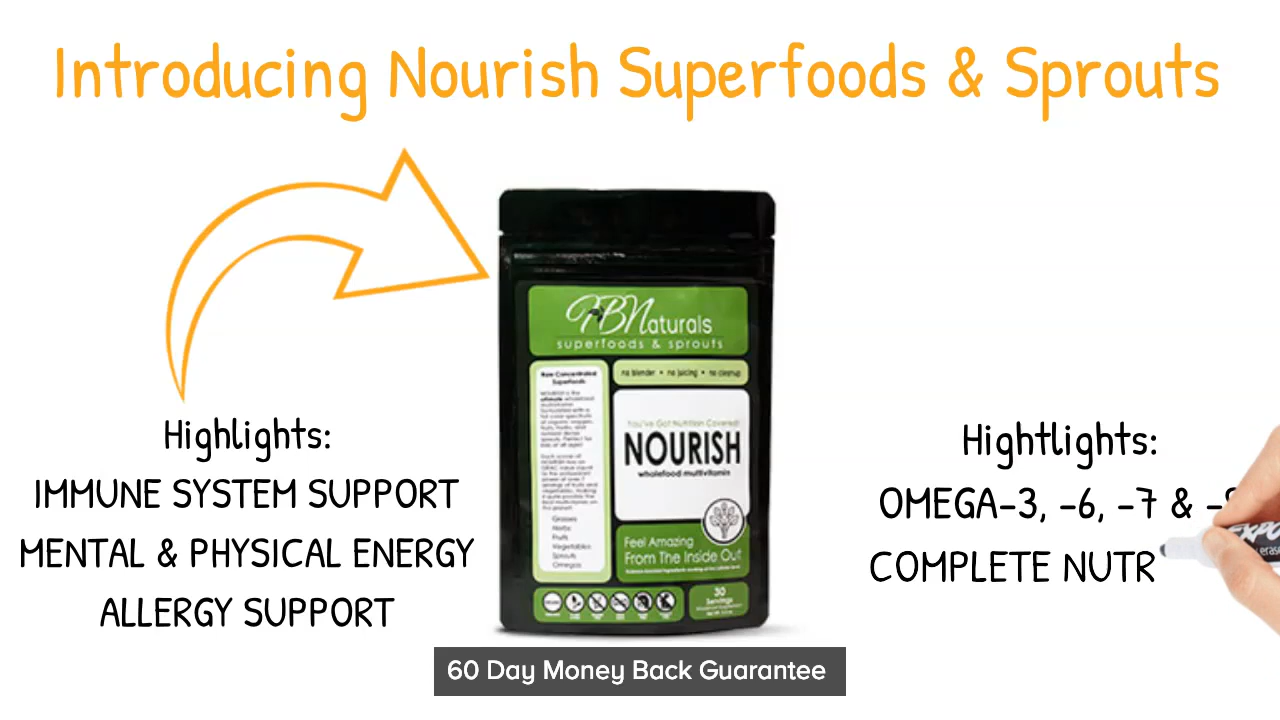 Introducing Nourish Superfoods & Sprouts
Highlights:
IMMUNE SYSTEM SUPPORT
MENTAL & PHYSICAL ENERGY
ALLERGY SUPPORT
FBNaturals
superfoods & sprouts
no blender • no juicing • no cleanup
Raw Concentrated
Superfoods
You've Got Nutrition Covered!
NOURISH
wholefood multivitamin
Grasses
Herbs
Fruits
Vegetables
Sprouts
Omegas
Feel Amazing
From The Inside Out
30
Servings
Hightlights:
OMEGA-3, -6, -7 & -
COMPLETE NUTR
EXPO
60 Day Money Back Guarantee